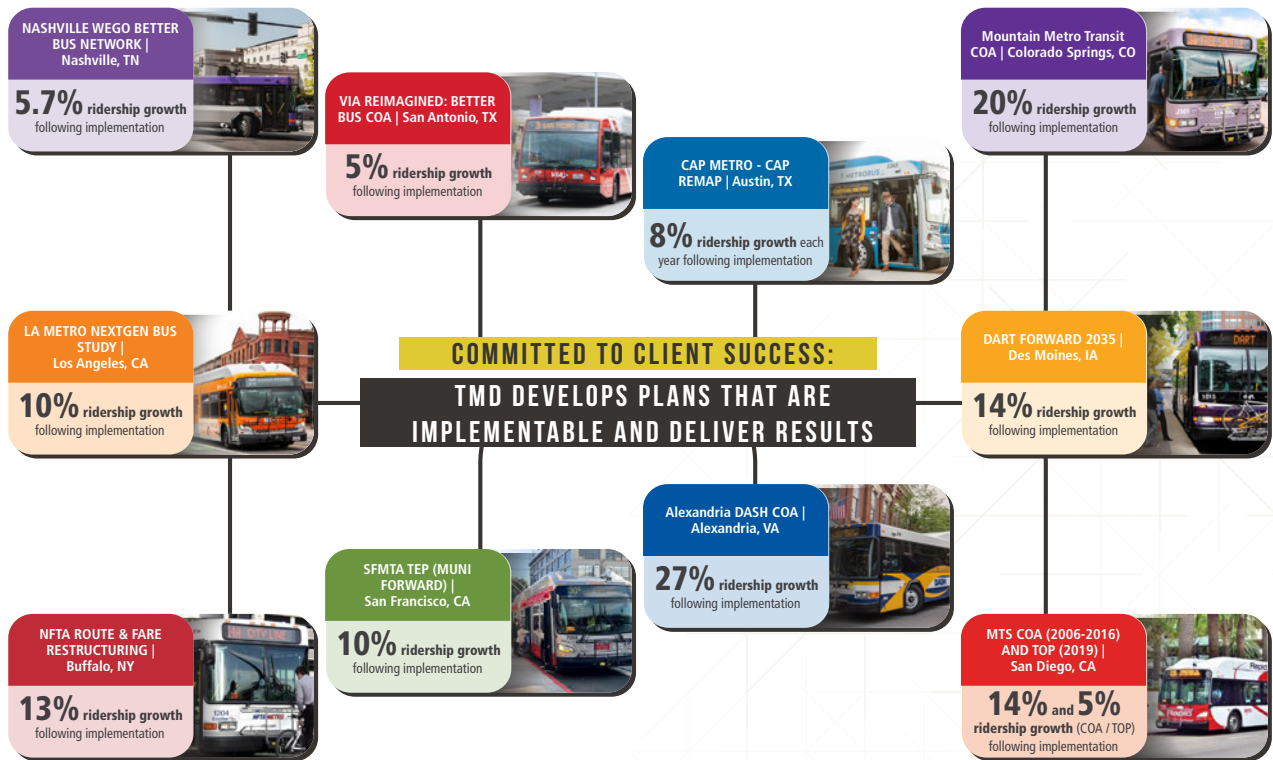 NASHVILLE WEGO BETTER
BUS NETWORK |
Nashville, TN
5.7% ridership growth
following implementation
VIA REIMAGINED: BETTER
BUS COA | San Antonio, TX
5% ridership growth
following implementation
CAP METRO - CAP
REMAP | Austin, TX
8% ridership growth each
year following implementation
Mountain Metro Transit
COA | Colorado Springs, CO
20% ridership growth
following implementation
LA METRO NEXTGEN BUS
STUDY |
Los Angeles, CA
10% ridership growth
following implementation
COMMITTED TO CLIENT SUCCESS:
TMD DEVELOPS PLANS THAT ARE
IMPLEMENTABLE AND DELIVER RESULTS
DART FORWARD 2035 |
Des Moines, IA
14% ridership growth
following implementation
DART
1015
NFTA ROUTE & FARE
RESTRUCTURING |
Buffalo, NY
13% ridership growth
following implementation
1204
NFTA METRO
SFMTA TEP (MUNI
FORWARD) |
San Francisco, CA
10% ridership growth
following implementation
Alexandria DASH COA |
Alexandria, VA
27% ridership growth
following implementation
MTS COA (2006-2016)
AND TOP (2019) |
San Diego, CA
14% and 5%
ridership growth (COA / TOP)
following implementation